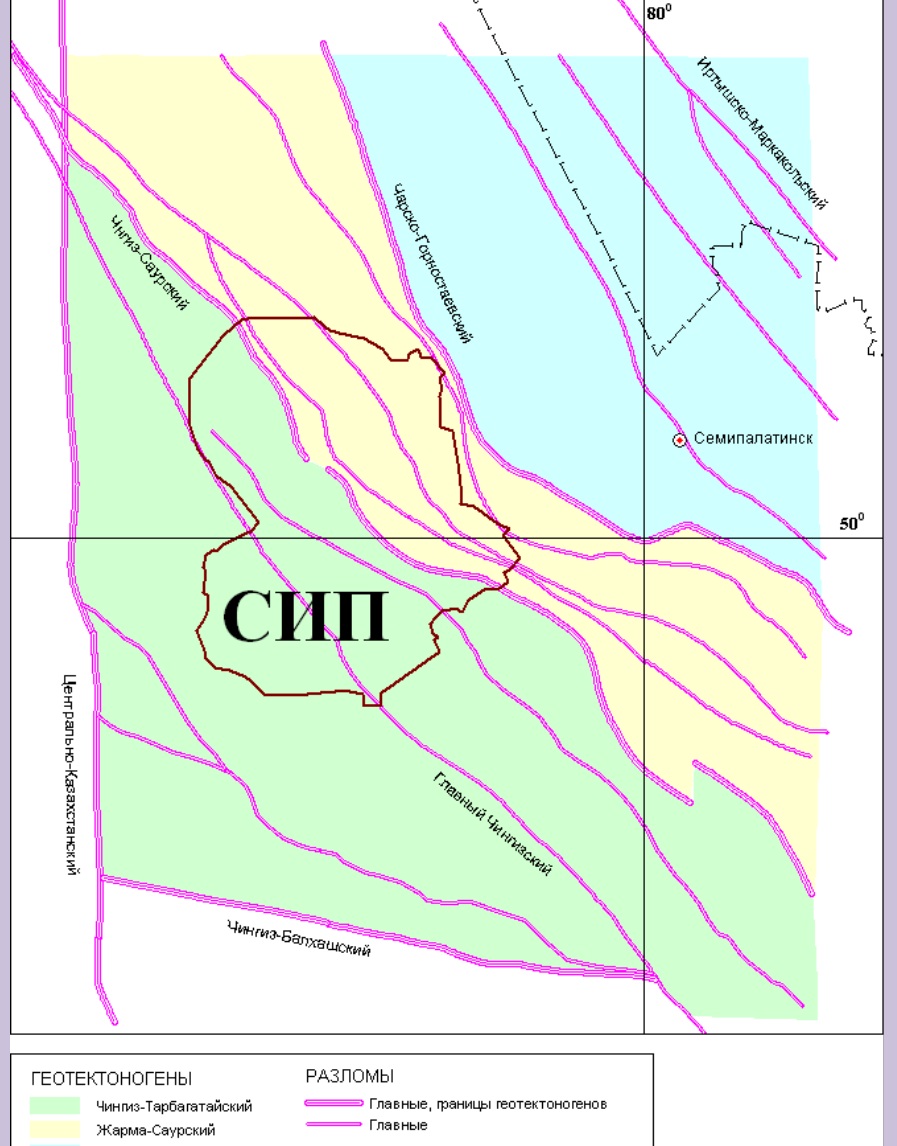 80⁰
Иртышско-Маркакольский
Чарско-Горностаевский
Чнгиз-Саурский
Семипалатинск
50⁰
СИП
Центрально-Казахстанский
Главный Чингизский
Чингиз-Балхашский
ГЕОТЕКТОНОГЕНЫ
Чингиз-Тарбагатайский
Жарма-Саурский
РАЗЛОМЫ
Главные, границы геотектоногенов
Главные